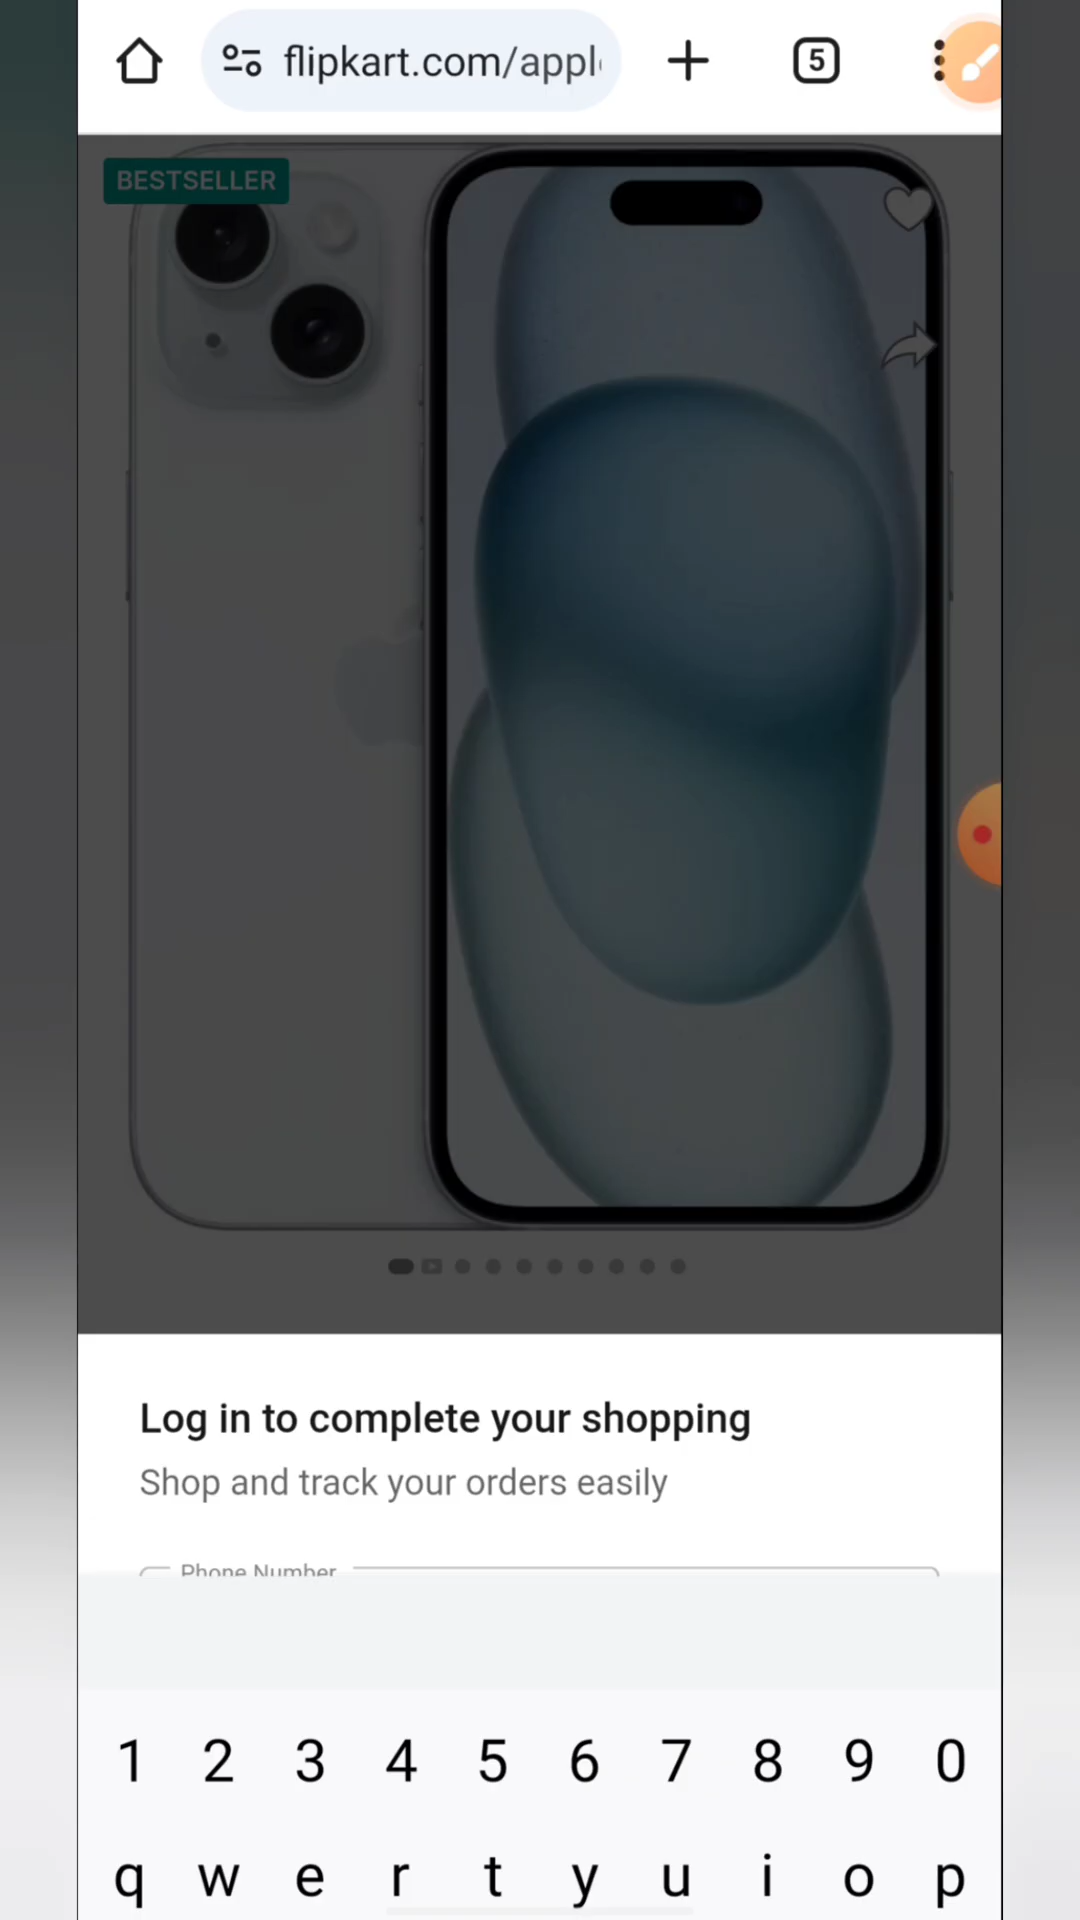 flipkart.com/appl
5
BESTSELLER
Log in to complete your shopping
Shop and track your orders easily
Phone Number
1 2 3 4 5 6 7 8 9 0
q w e r t y u i o p